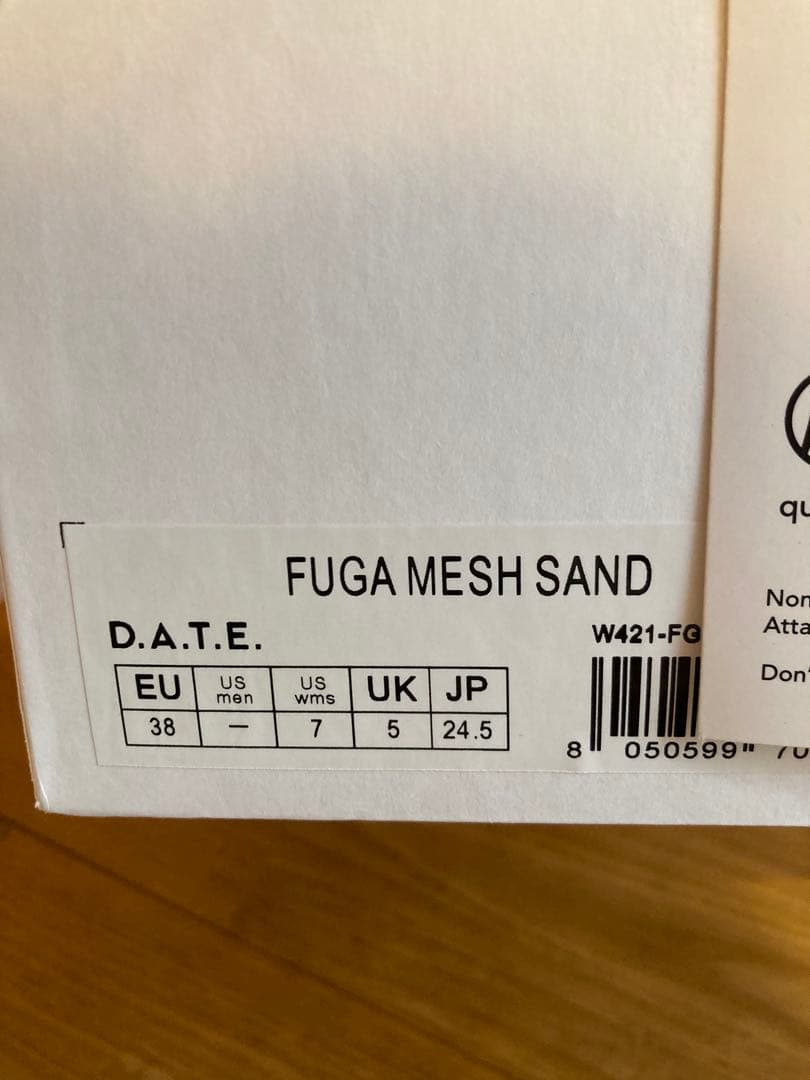 FUGA MESH SAND
D.A.T.E.
W421-FG
EU US men US wms UK JP
38 – 7 5 24.5
8 050599
Don'